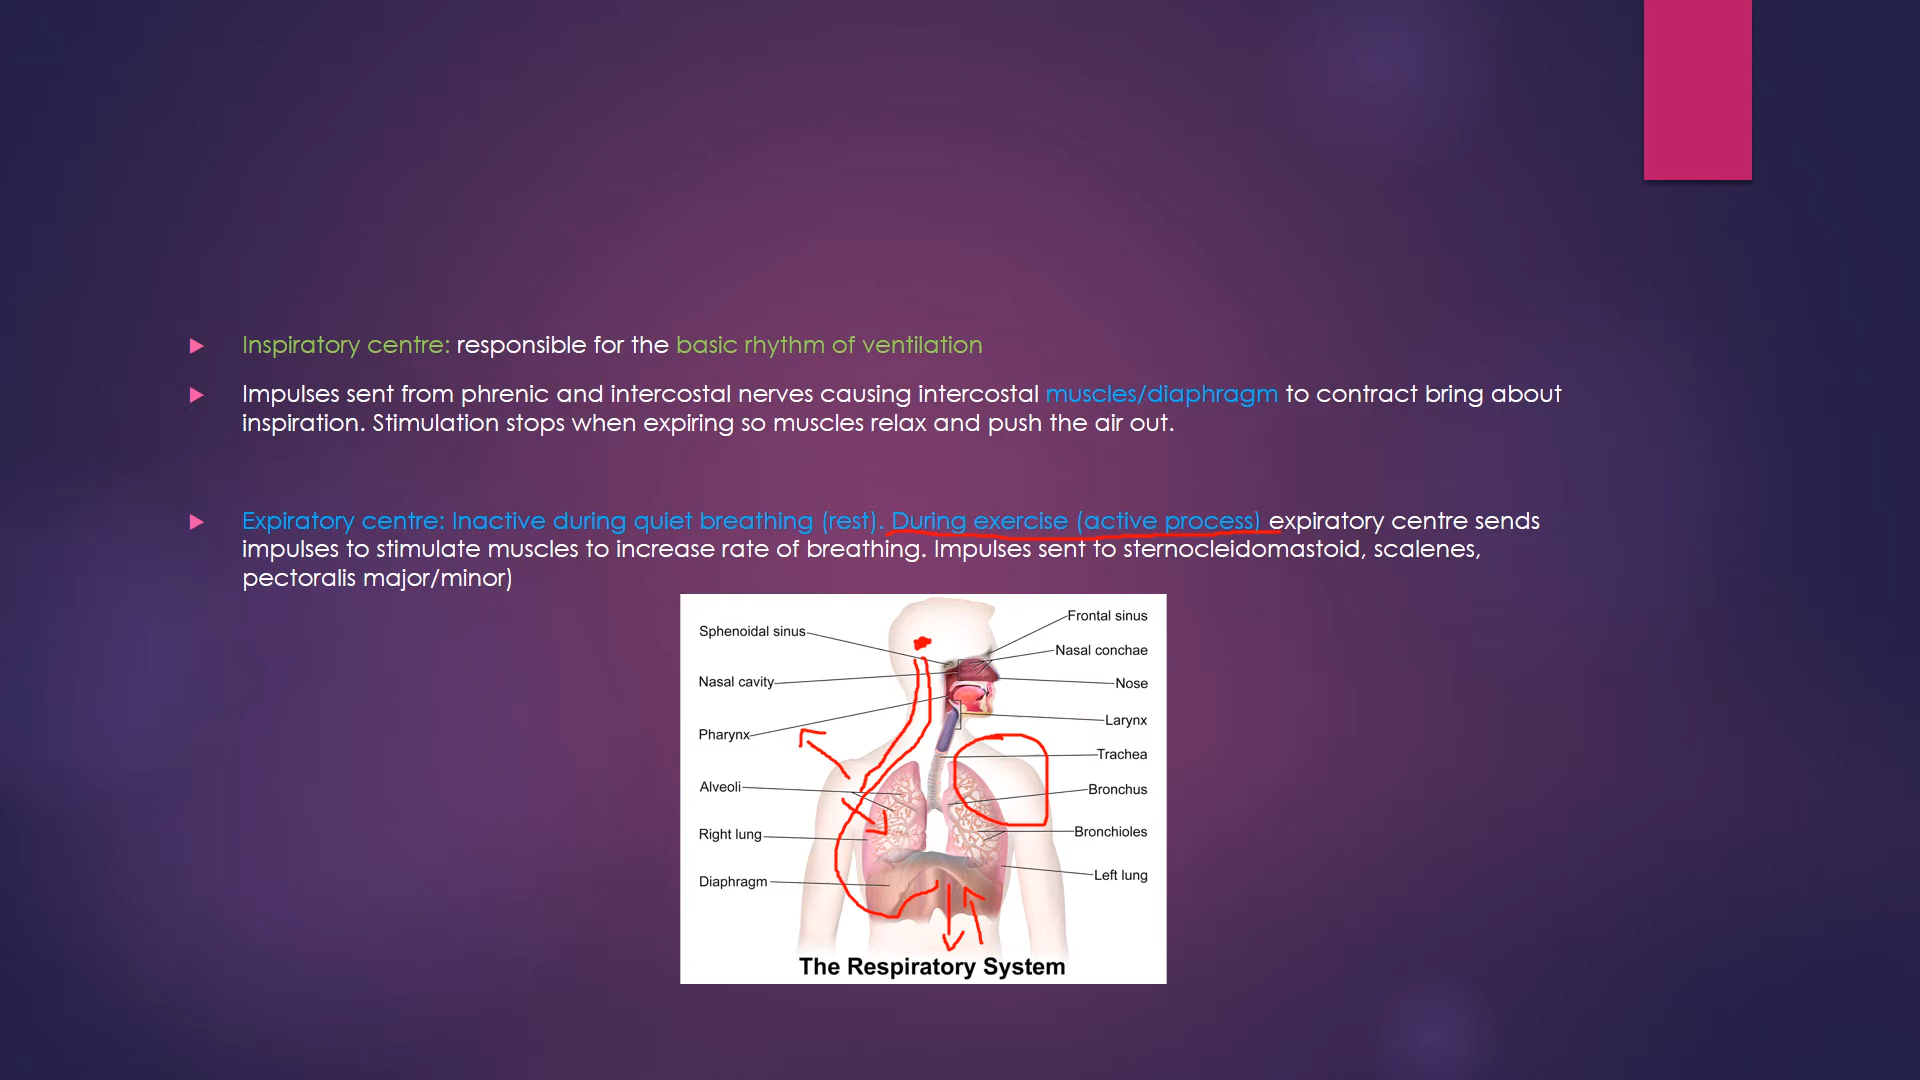 Inspiratory centre: responsible for the basic rhythm of ventilation
Impulses sent from phrenic and intercostal nerves causing intercostal muscles/diaphragm to contract bring about
inspiration. Stimulation stops when expiring so muscles relax and push the air out.
Expiratory centre: Inactive during quiet breathing (rest). During exercise (active process) expiratory centre sends
impulses to stimulate muscles to increase rate of breathing. Impulses sent to sternocleidomastoid, scalenes,
pectoralis major/minor)
Sphenoidal sinus
Nasal cavity
Pharynx
Alveoli
Right lung
Diaphragm
Frontal sinus
Nasal conchae
Nose
Larynx
Trachea
Bronchus
Bronchioles
Left lung
The Respiratory System